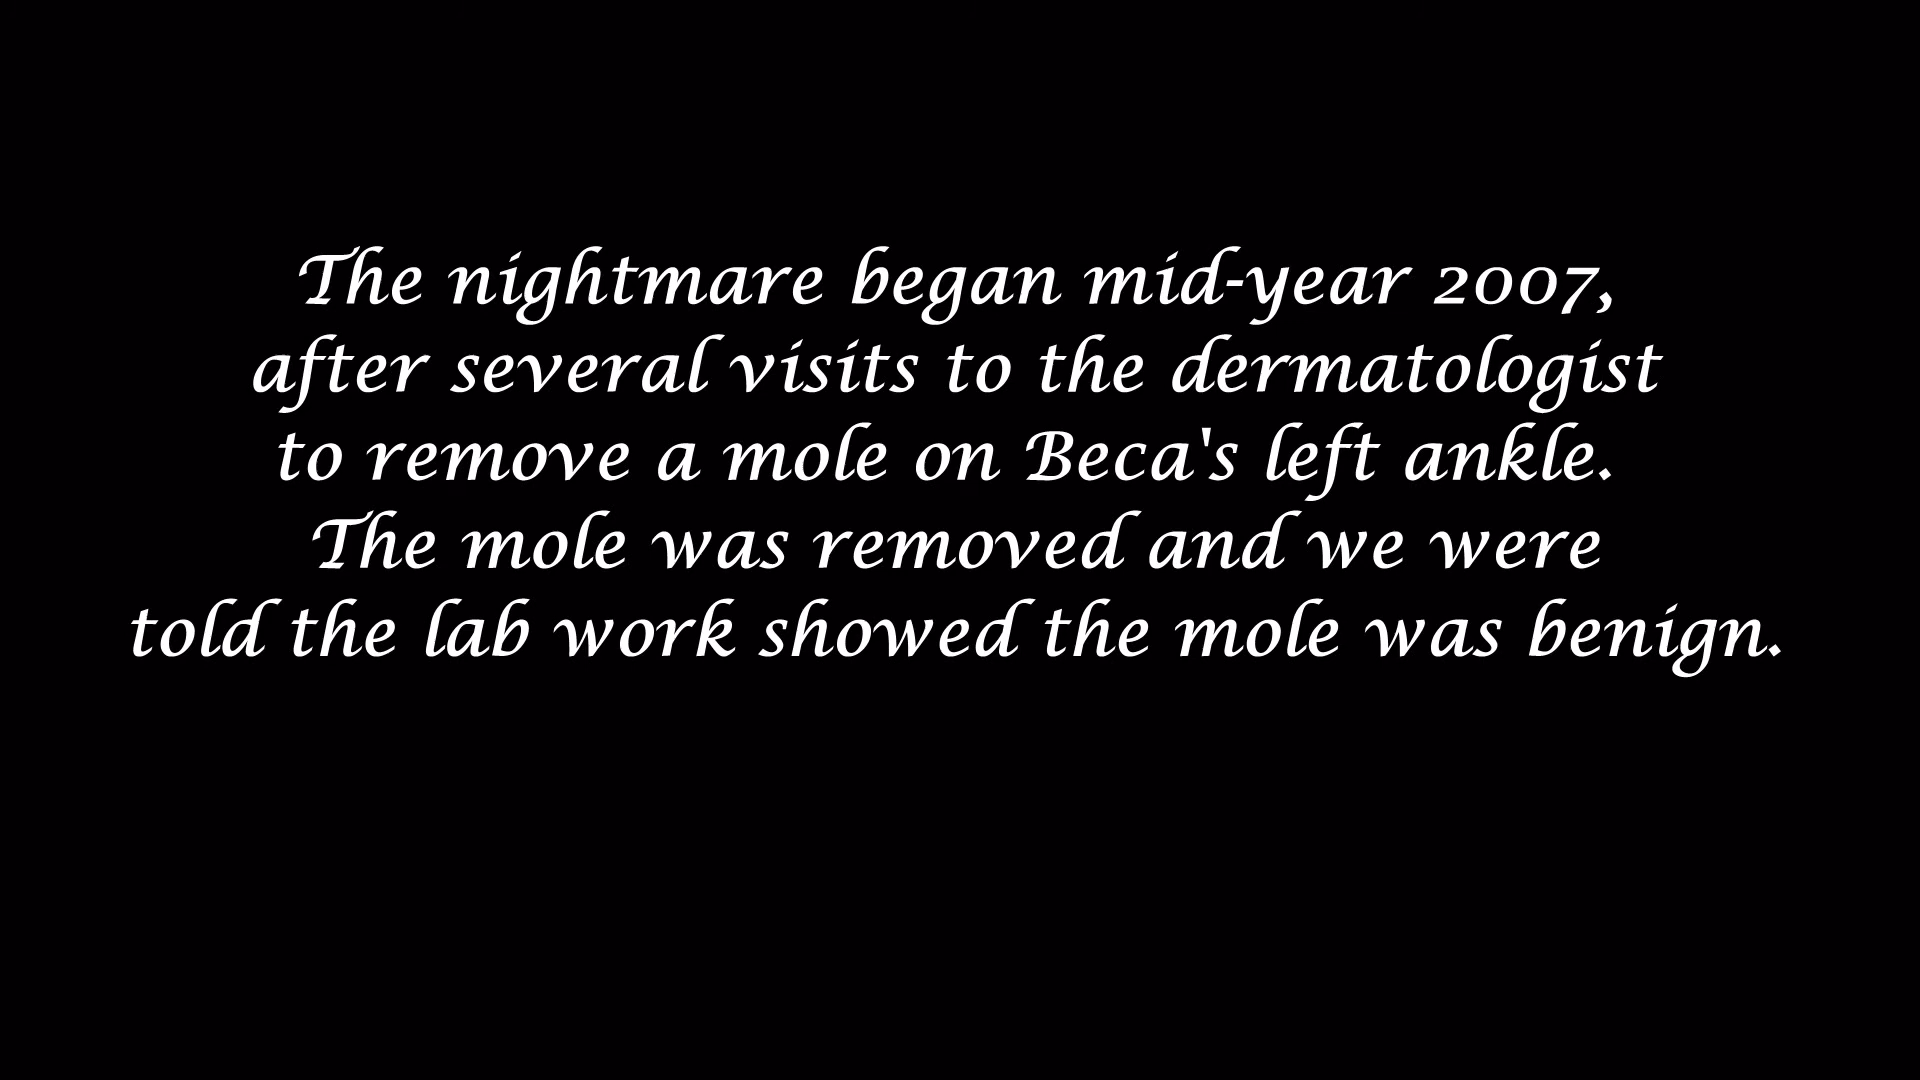 The nightmare began mid-year 2007,
after several visits to the dermatologist
to remove a mole on Beca's left ankle.
The mole was removed and we were
told the lab work showed the mole was benign.